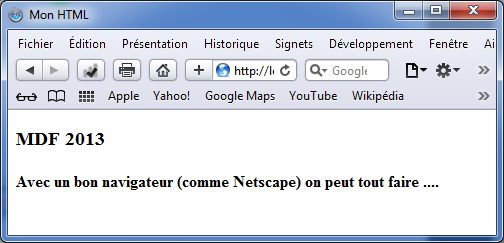 Mon HTML
Fichier Édition Présentation Historique Signets Développement Fenêtre Ai
http://l Google
Apple Yahoo! Google Maps YouTube Wikipédia
MDF 2013
Avec un bon navigateur (comme Netscape) on peut tout faire ....